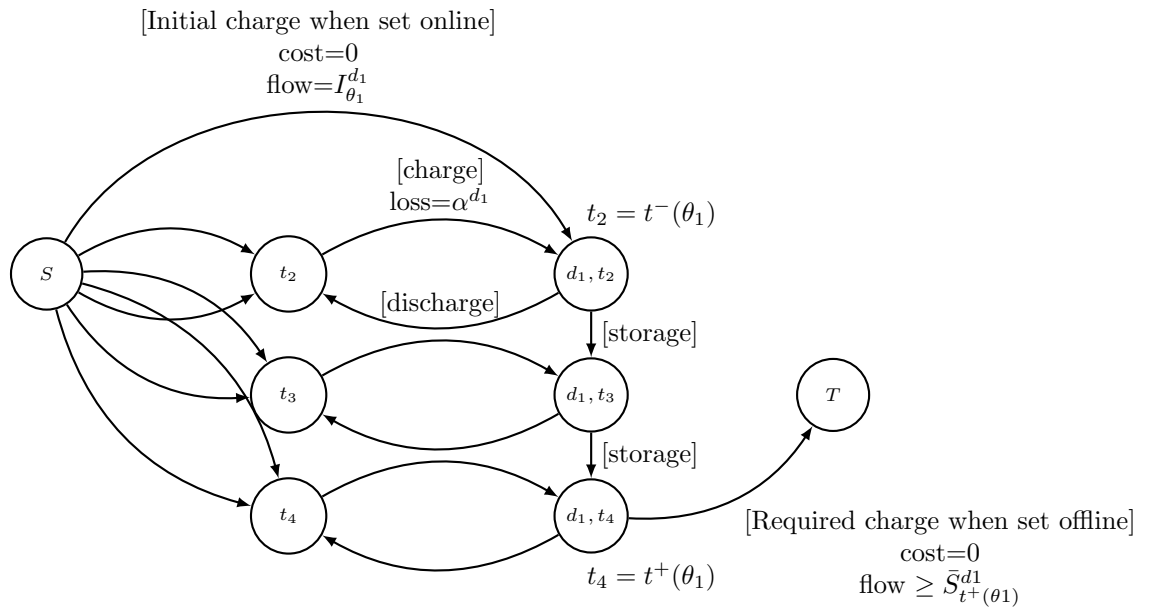 [Initial charge when set online]
cost=0
flow=$I_{\theta_1}^{d_1}$
[charge]
loss=$\alpha^{d_1}$
$t_2 = t^-(\theta_1)$
$S$
$t_2$
$d_1, t_2$
[discharge]
[storage]
$t_3$
$d_1, t_3$
$T$
[storage]
$t_4$
$d_1, t_4$
[Required charge when set offline]
cost=0
flow $\geq \bar{S}_{t^+(\theta 1)}^{d1}$
$t_4 = t^+(\theta_1)$